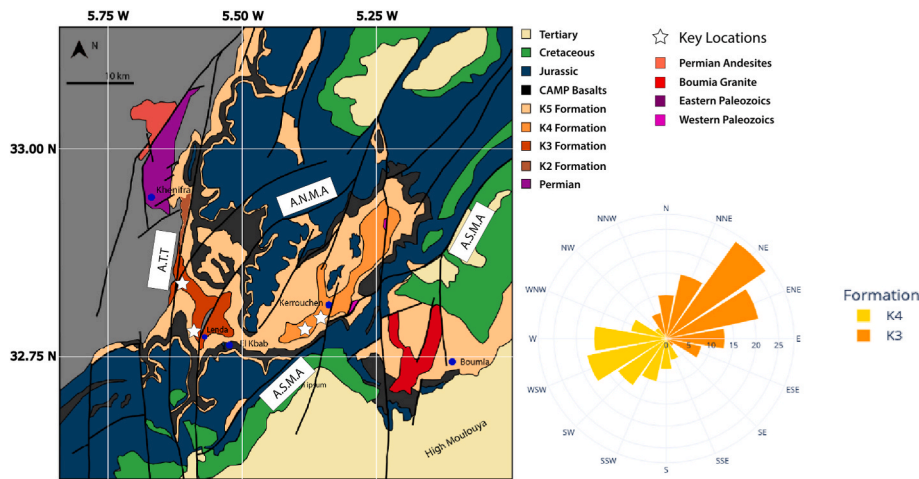 5.75 W
5.50 W
5.25 W
N
10 km
33.00 N
32.75 N
Khenifra
A.N.M.A
A.S.M.A
A.T.T
Kerrouchen
Lenda
El Kbab
Boumia
A.S.M.A
High Moulouya
Tertiary
Cretaceous
Jurassic
CAMP Basalts
K5 Formation
K4 Formation
K3 Formation
K2 Formation
Permian
Key Locations
Permian Andesites
Boumia Granite
Eastern Paleozoics
Western Paleozoics
N
NNE
NE
ENE
E
ESE
SE
SSE
S
SSW
SW
WSW
W
WNW
NW
NNW
0 5 10 15 20 25
Formation
K4
K3